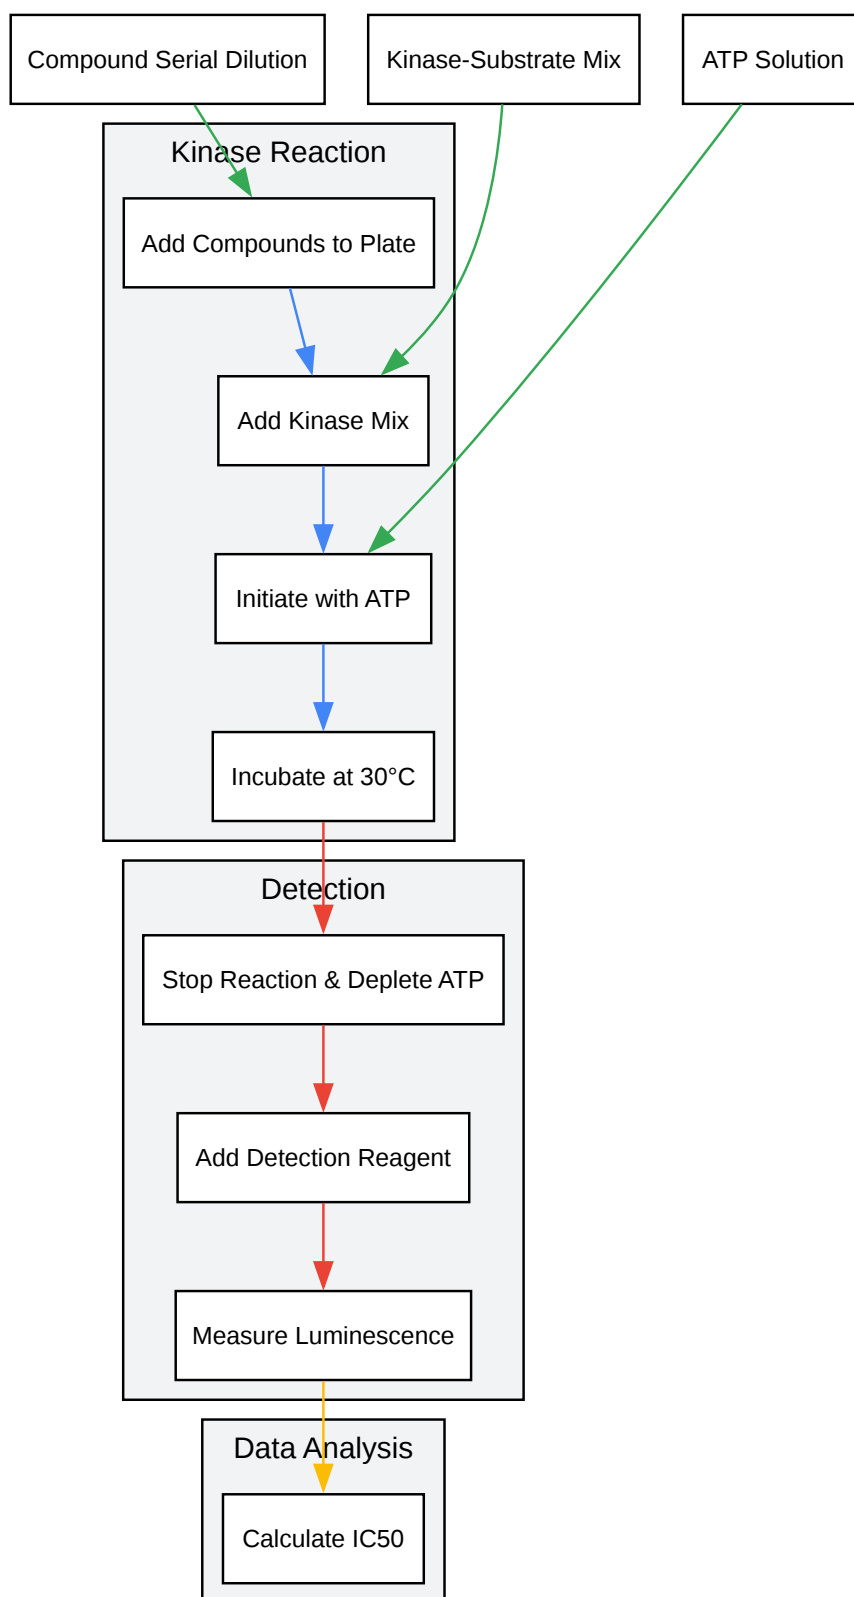 Compound Serial Dilution
Kinase-Substrate Mix
ATP Solution
Kinase Reaction
Add Compounds to Plate
Add Kinase Mix
Initiate with ATP
Incubate at 30°C
Detection
Stop Reaction & Deplete ATP
Add Detection Reagent
Measure Luminescence
Data Analysis
Calculate IC50